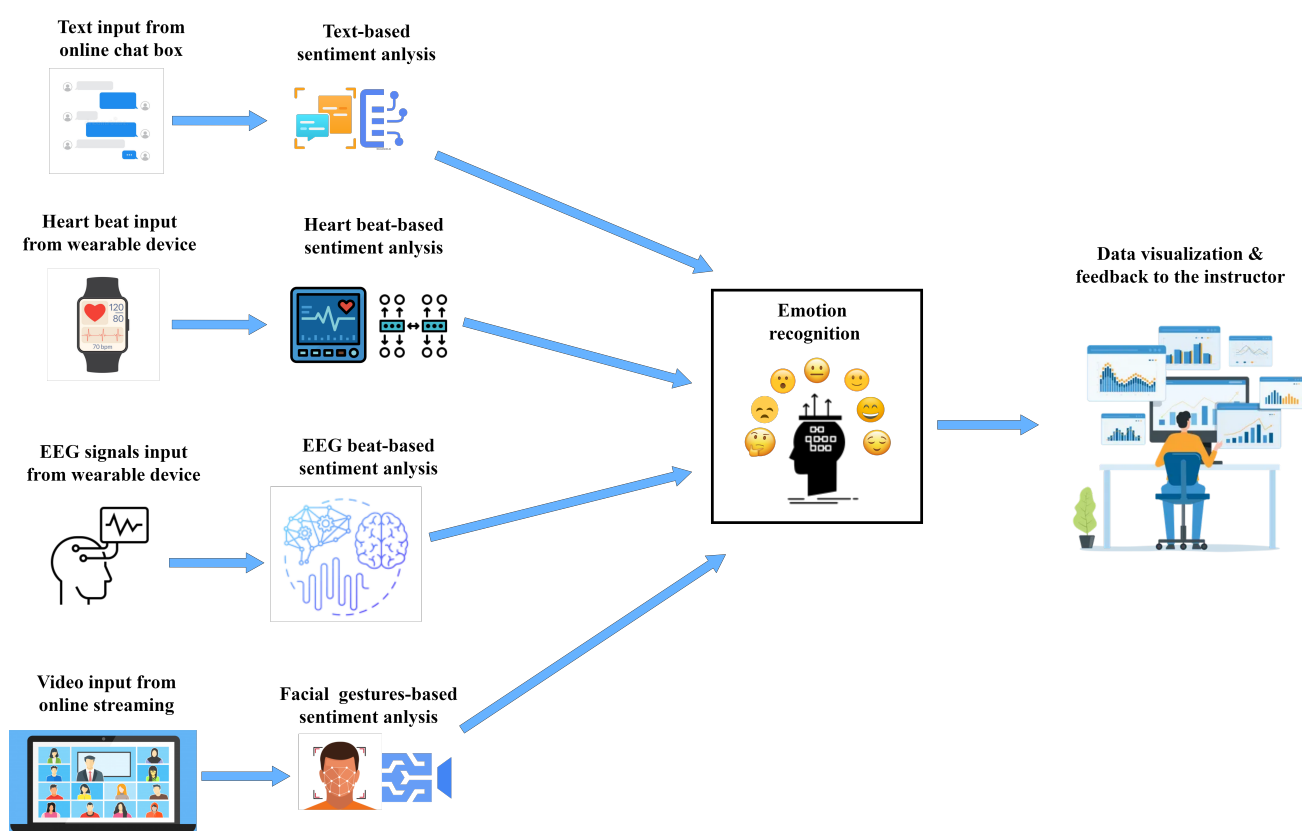 Text input from
online chat box
Text-based
sentiment anlysis
Heart beat input
from wearable device
120
80
70 bpm
Heart beat-based
sentiment anlysis
EEG signals input
from wearable device
EEG beat-based
sentiment anlysis
Video input from
online streaming
Facial gestures-based
sentiment anlysis
Emotion
recognition
Data visualization &
feedback to the instructor